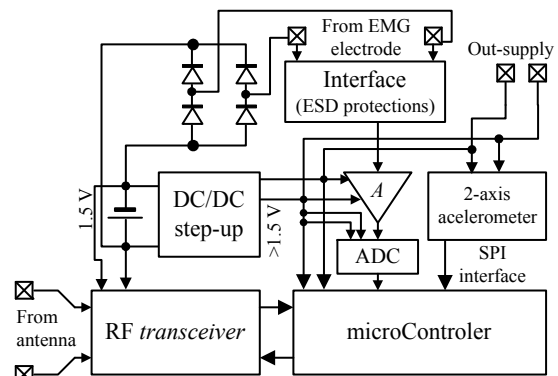 From EMG
electrode
Out-supply
Interface
(ESD protections)
1.5 V
DC/DC
step-up
>1.5 V
A
2-axis
acelerometer
ADC
SPI
interface
From
antenna
RF transceiver
microControler